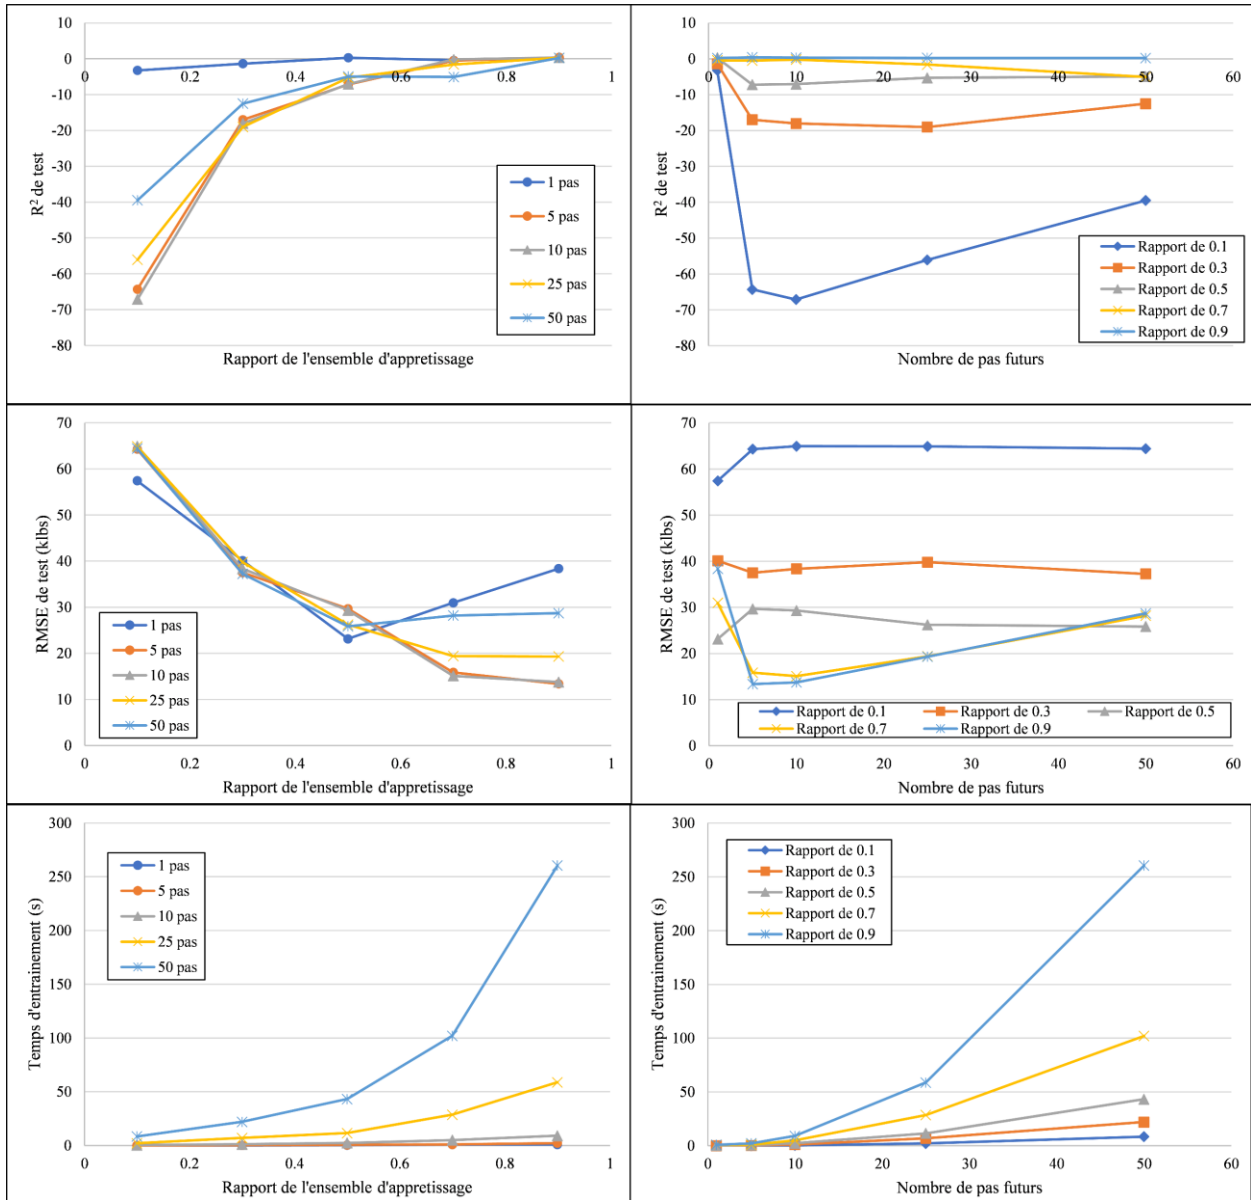 10
0
-10
-20
-30
-40
-50
-60
-70
-80
0 0.2 0.4 0.6 0.8 1
R² de test
Rapport de l'ensemble d'appretissage
1 pas
5 pas
10 pas
25 pas
50 pas
10
0
-10
-20
-30
-40
-50
-60
-70
-80
0 10 20 30 40 50 60
R² de test
Nombre de pas futurs
Rapport de 0.1
Rapport de 0.3
Rapport de 0.5
Rapport de 0.7
Rapport de 0.9
70
60
50
40
30
20
10
0
0 0.2 0.4 0.6 0.8 1
RMSE de test (klbs)
Rapport de l'ensemble d'appretissage
1 pas
5 pas
10 pas
25 pas
50 pas
70
60
50
40
30
20
10
0
0 10 20 30 40 50 60
RMSE de test (klbs)
Nombre de pas futurs
Rapport de 0.1 Rapport de 0.3 Rapport de 0.5
Rapport de 0.7 Rapport de 0.9
300
250
200
150
100
50
0
0 0.2 0.4 0.6 0.8 1
Temps d'entrainement (s)
Rapport de l'ensemble d'appretissage
1 pas
5 pas
10 pas
25 pas
50 pas
300
250
200
150
100
50
0
0 10 20 30 40 50 60
Temps d'entrainement (s)
Nombre de pas futurs
Rapport de 0.1
Rapport de 0.3
Rapport de 0.5
Rapport de 0.7
Rapport de 0.9